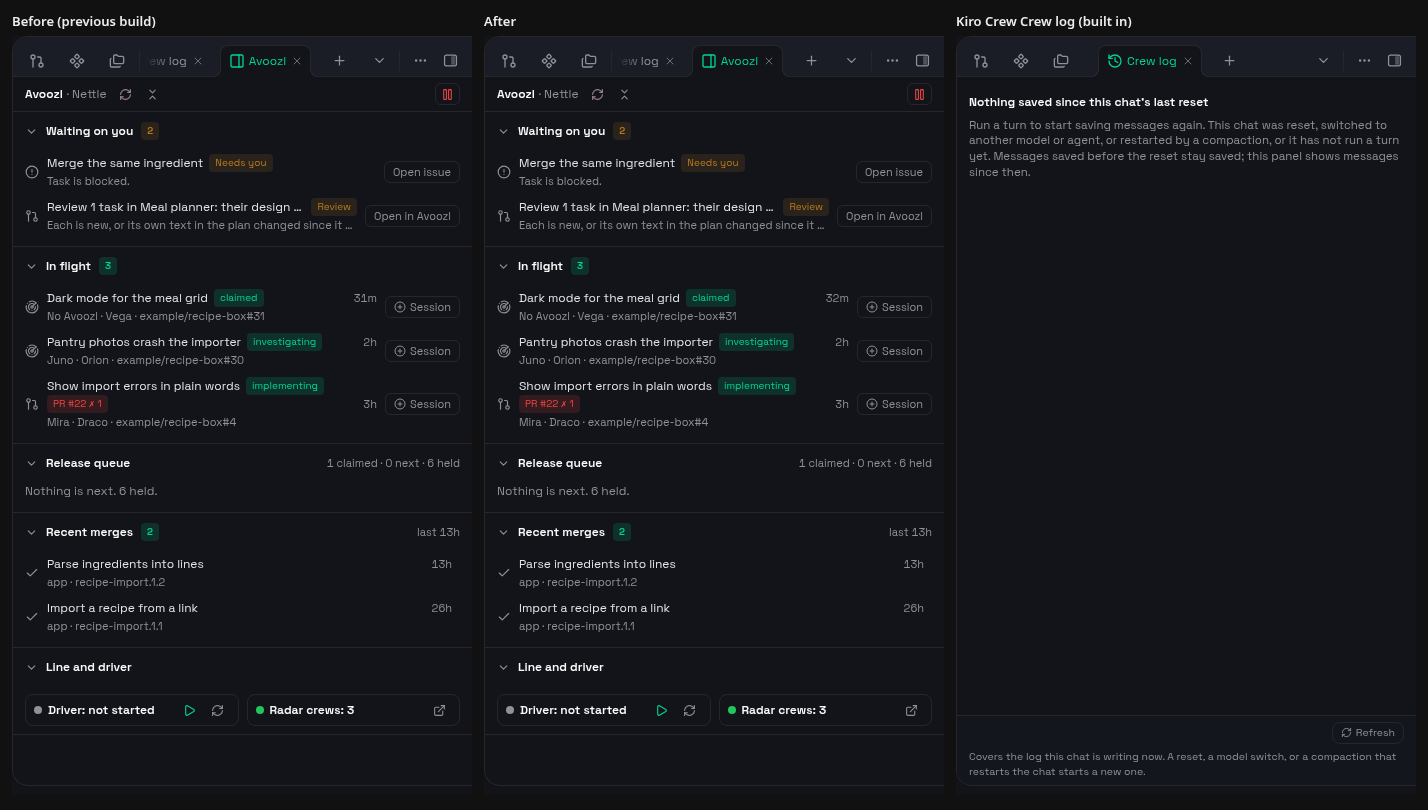 Before (previous build)
ew log
Avoozl
Avoozl · Nettle
Waiting on you 2
Merge the same ingredient Needs you
Task is blocked.
Open issue
Review 1 task in Meal planner: their design ... Review
Each is new, or its own text in the plan changed since it ...
Open in Avoozl
In flight 3
Dark mode for the meal grid claimed 31m
No Avoozl · Vega · example/recipe-box#31
Session
Pantry photos crash the importer investigating 2h
Juno · Orion · example/recipe-box#30
Session
Show import errors in plain words implementing
PR #22 ✗ 1 3h
Mira · Draco · example/recipe-box#4
Session
Release queue 1 claimed · 0 next · 6 held
Nothing is next. 6 held.
Recent merges 2 last 13h
Parse ingredients into lines 13h
app · recipe-import.1.2
Import a recipe from a link 26h
app · recipe-import.1.1
Line and driver
Driver: not started
Radar crews: 3
After
ew log
Avoozl
Avoozl · Nettle
Waiting on you 2
Merge the same ingredient Needs you
Task is blocked.
Open issue
Review 1 task in Meal planner: their design ... Review
Each is new, or its own text in the plan changed since it ...
Open in Avoozl
In flight 3
Dark mode for the meal grid claimed 32m
No Avoozl · Vega · example/recipe-box#31
Session
Pantry photos crash the importer investigating 2h
Juno · Orion · example/recipe-box#30
Session
Show import errors in plain words implementing
PR #22 ✗ 1 3h
Mira · Draco · example/recipe-box#4
Session
Release queue 1 claimed · 0 next · 6 held
Nothing is next. 6 held.
Recent merges 2 last 13h
Parse ingredients into lines 13h
app · recipe-import.1.2
Import a recipe from a link 26h
app · recipe-import.1.1
Line and driver
Driver: not started
Radar crews: 3
Kiro Crew Crew log (built in)
Crew log
Nothing saved since this chat's last reset
Run a turn to start saving messages again. This chat was reset, switched to
another model or agent, or restarted by a compaction, or it has not run a turn
yet. Messages saved before the reset stay saved; this panel shows messages
since then.
Refresh
Covers the log this chat is writing now. A reset, a model switch, or a compaction that
restarts the chat starts a new one.